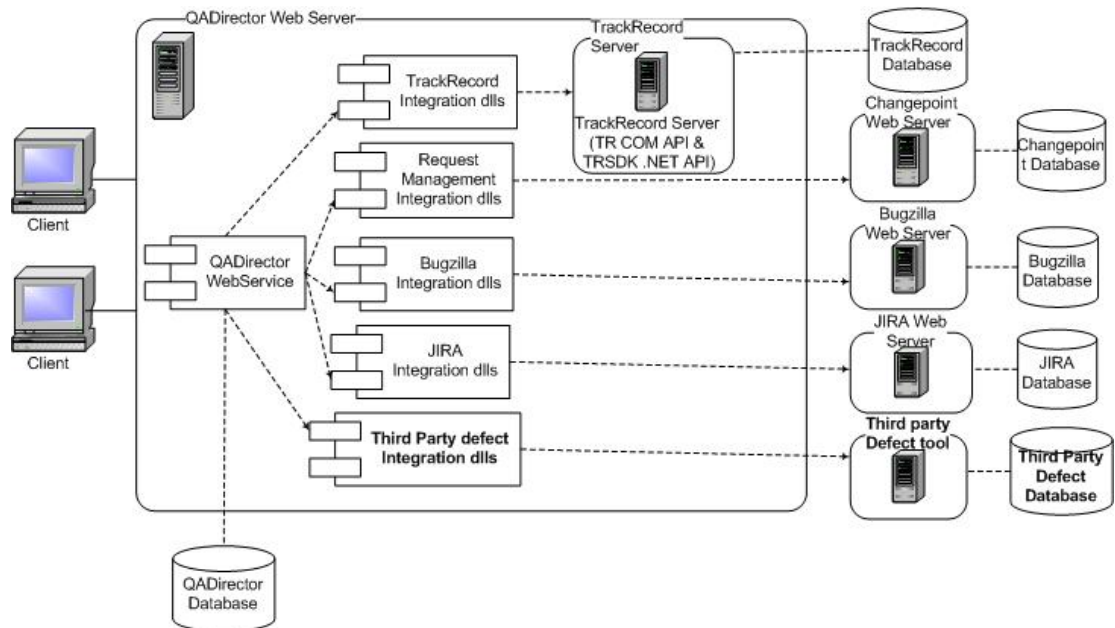 QADirector Web Server
TrackRecord
Server
TrackRecord
Database
TrackRecord
Integration dlls
TrackRecord Server
(TR COM API &
TRSDK .NET API)
Changepoint
Web Server
Changepoin
t Database
Request
Management
Integration dlls
Client
Bugzilla
Web Server
QADirector
WebService
Bugzilla
Integration dlls
Bugzilla
Database
Client
JIRA Web
Server
JIRA
Integration dlls
JIRA
Database
Third party
Defect tool
Third Party defect
Integration dlls
Third Party
Defect
Database
QADirector
Database